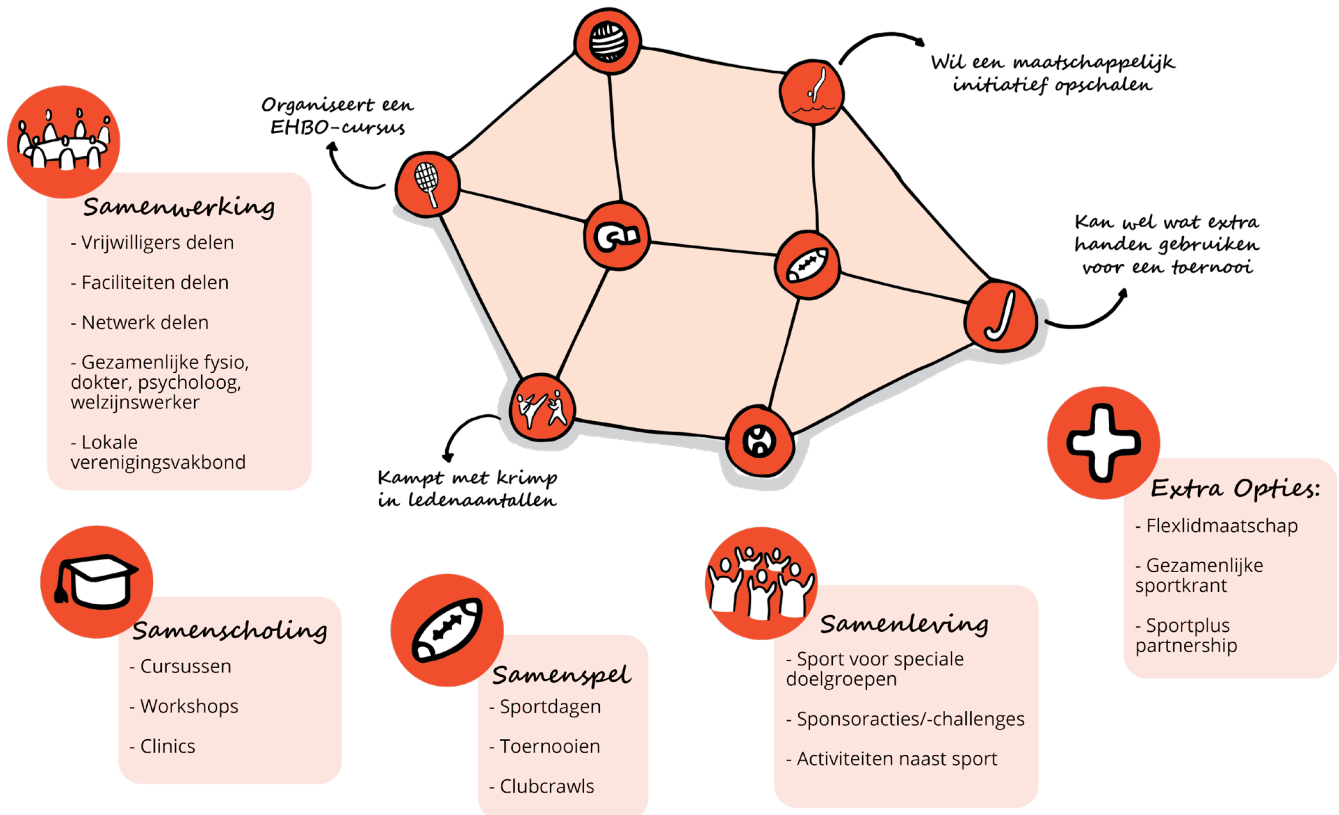 Wil een maatschappelijk
initiatief opschalen
Organiseert een
EHBO-cursus
Kan wel wat extra
handen gebruiken
voor een toernooi
Kampt met krimp
in ledenaantallen
Samenwerking
- Vrijwilligers delen
- Faciliteiten delen
- Netwerk delen
- Gezamenlijke fysio,
dokter, psycholoog,
welzijnswerker
- Lokale
verenigingsvakbond
Samenscholing
- Cursussen
- Workshops
- Clinics
Samenspel
- Sportdagen
- Toernooien
- Clubcrawls
Samenleving
- Sport voor speciale
doelgroepen
- Sponsoracties/-challenges
- Activiteiten naast sport
Extra Opties:
- Flexlidmaatschap
- Gezamenlijke
sportkrant
- Sportplus
partnership